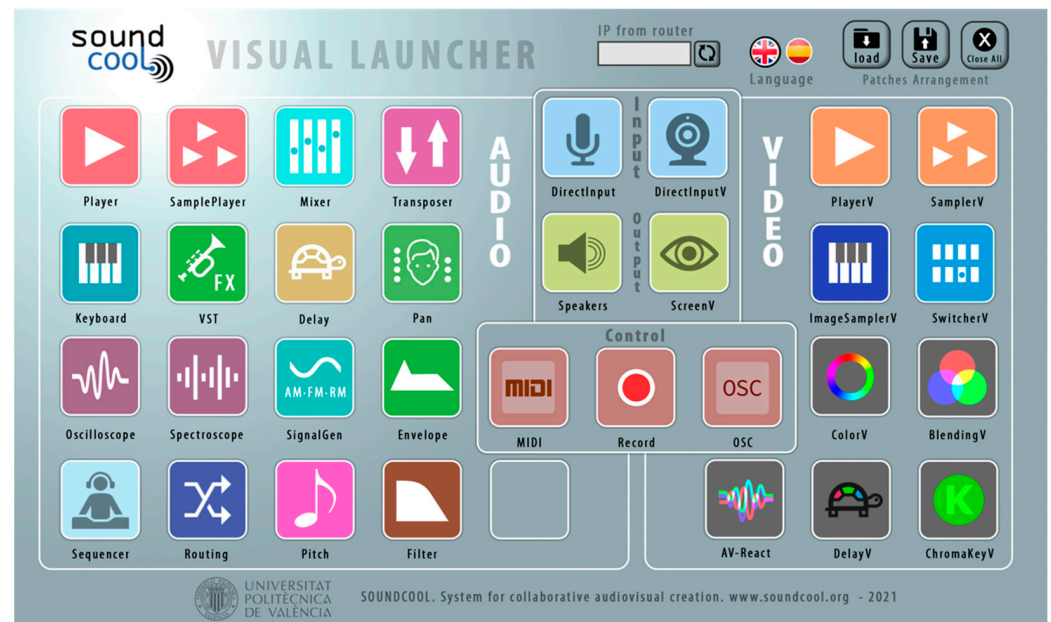 sound
cool
VISUAL LAUNCHER
IP from router
Language
load
Save
Close All
Patches Arrangement
AUDIO
Input
VIDEO
Player
SamplePlayer
Mixer
Transposer
DirectInput
DirectInputV
PlayerV
SamplerV
Output
FX
Keyboard
VST
Delay
Pan
Speakers
ScreenV
ImageSamplerV
SwitcherV
Control
AM-FM-RM
MIDI
OSC
Oscilloscope
Spectroscope
SignalGen
Envelope
MIDI
Record
OSC
ColorV
BlendingV
K
Sequencer
Routing
Pitch
Filter
AV-React
DelayV
ChromaKeyV
UNIVERSITAT
POLITÈCNICA
DE VALÈNCIA
SOUNDCOOL. System for collaborative audiovisual creation. www.soundcool.org - 2021